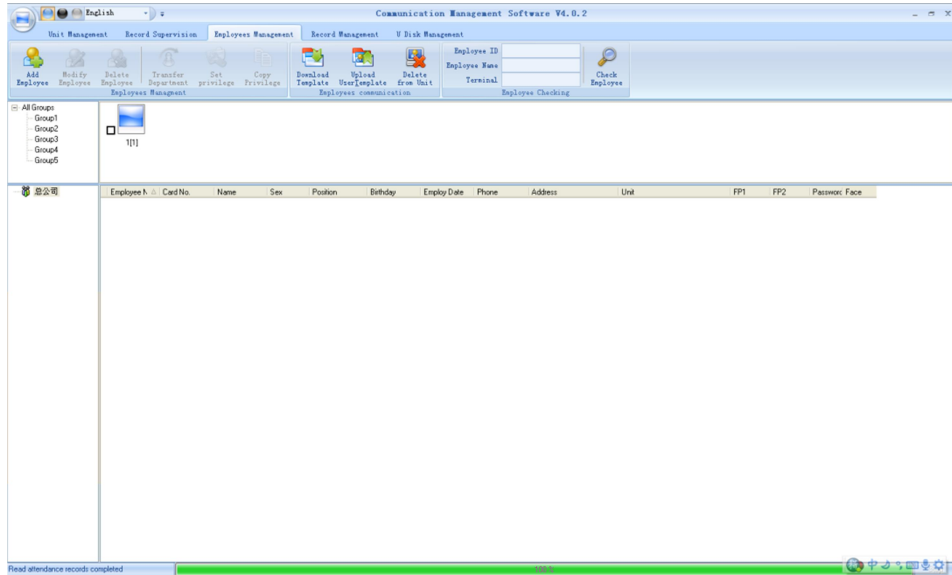 English
Communication Management Software V4.0.2
Unit Management Record Supervision Employees Management Record Management U Disk Management
Add Employee
Modify Employee
Delete Employee
Transfer Department
Set privilege
Copy Privilege
Employees Managment
Download Template
Upload UserTemplate
Delete from Unit
Employees communication
Employee ID
Employee Name
Terminal
Check Employee
Employee Checking
All Groups
Group1
Group2
Group3
Group4
Group5
1[1]
总公司
Employee N Card No. Name Sex Position Birthday Employ Date Phone Address Unit FP1 FP2 Password Face
Read attendance records completed
100 %
中